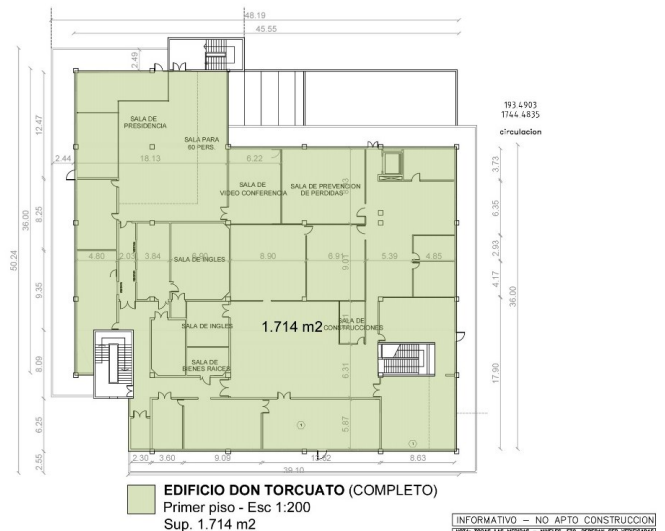 48.19
45.55
2.49
193.4903
1744.4835
circulacion
SALA DE
PRESIDENCIA
SALA PARA
60 PERS.
12.47
2.44
18.13
6.22
3.73
SALA DE
VIDEO CONFERENCIA
SALA DE PREVENCION
DE PERDIDAS
36.00
8.25
6.35
50.24
4.80
2.03
3.84
SALA DE INGLES
8.90
6.91
9.01
5.39
4.85
2.93
9.35
4.17
36.00
SALA DE INGLES
1.714 m2
SALA DE
CONSTRUCCIONES
SALA DE
BIENES RAICES
8.09
6.31
17.90
6.25
5.87
1
1
2.55
2.30
3.60
9.09
8.63
39.10
EDIFICIO DON TORCUATO (COMPLETO)
Primer piso - Esc 1:200
Sup. 1.714 m2
INFORMATIVO - NO APTO CONSTRUCCION